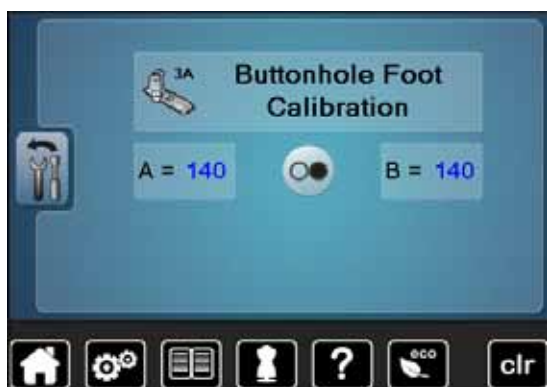 3A
Buttonhole Foot
Calibration
A = 140
B = 140
?
eco
clr